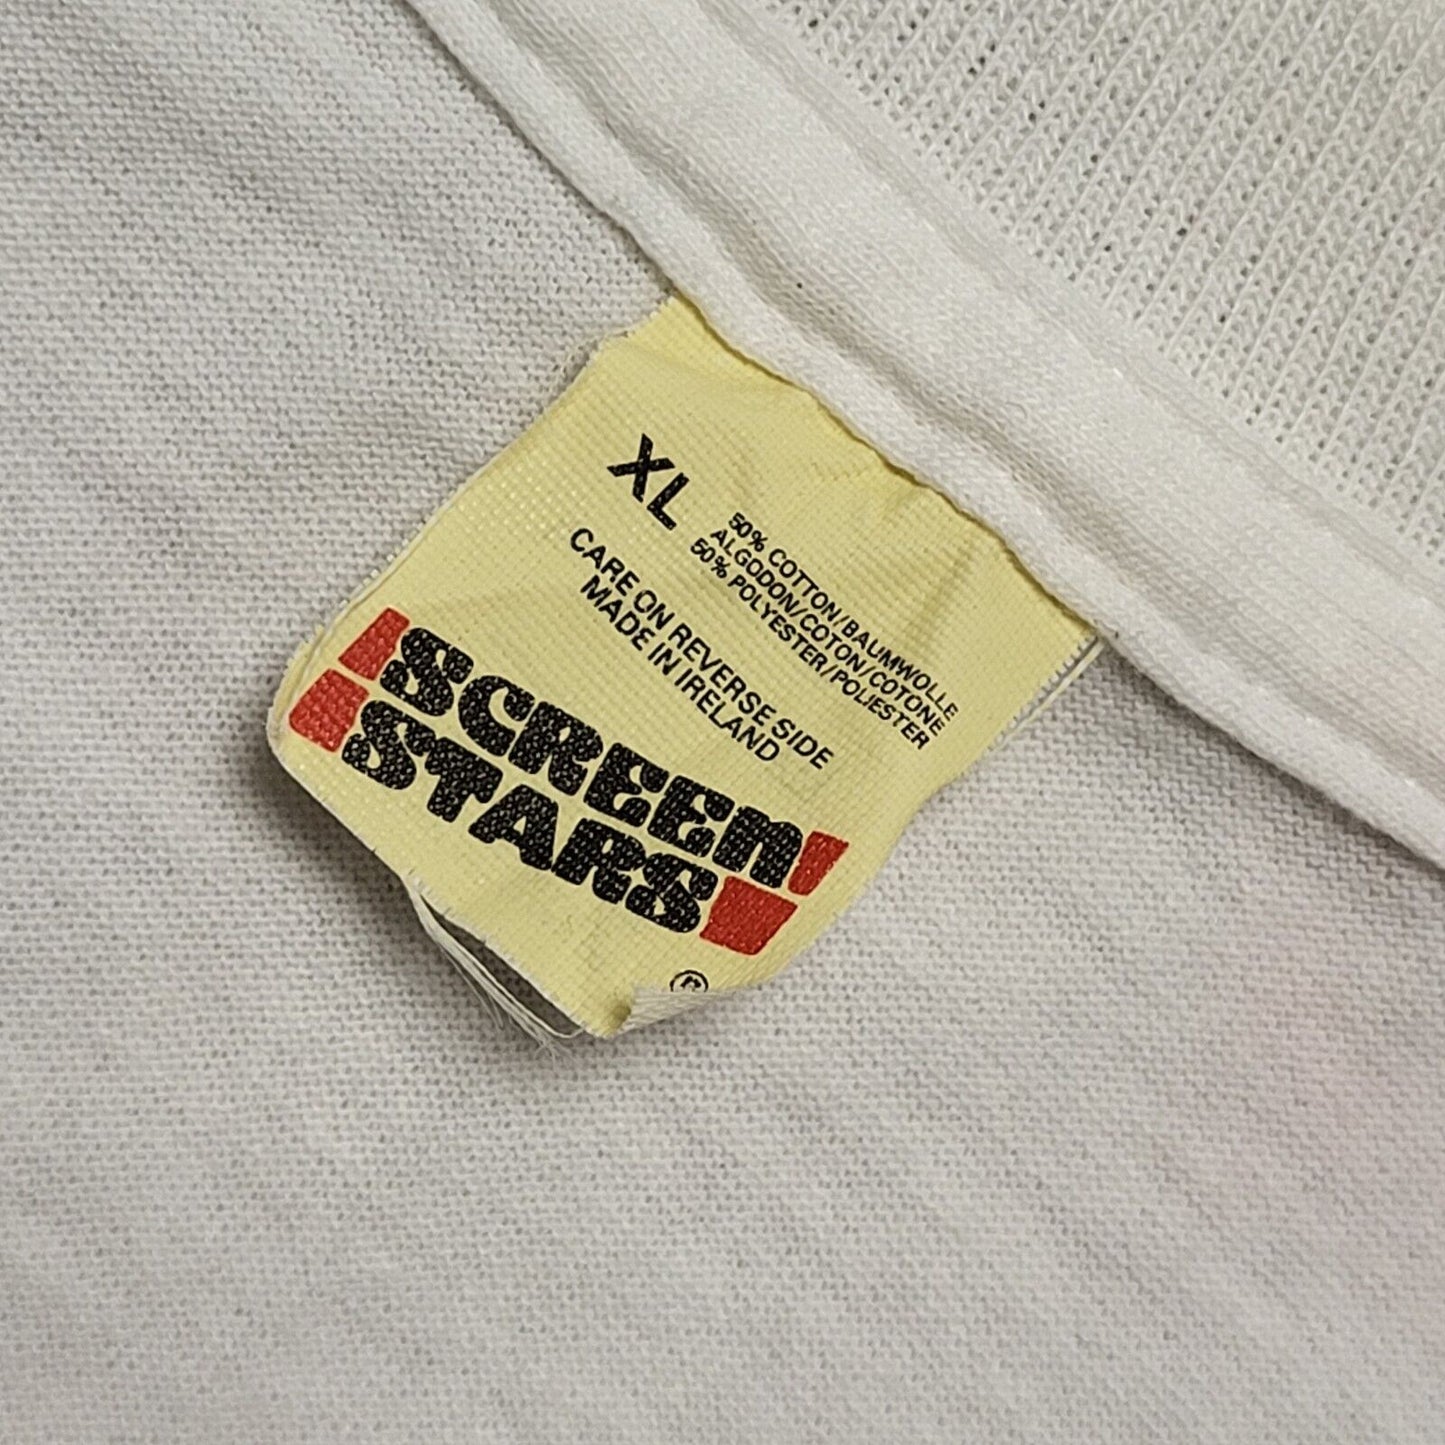 XL
50% COTTON/BAUMWOLLE
ALGODON/COTON/COTONE
50% POLYESTER/POLIESTER
CARE ON REVERSE SIDE
MADE IN IRELAND
SCREEN
STARS
®